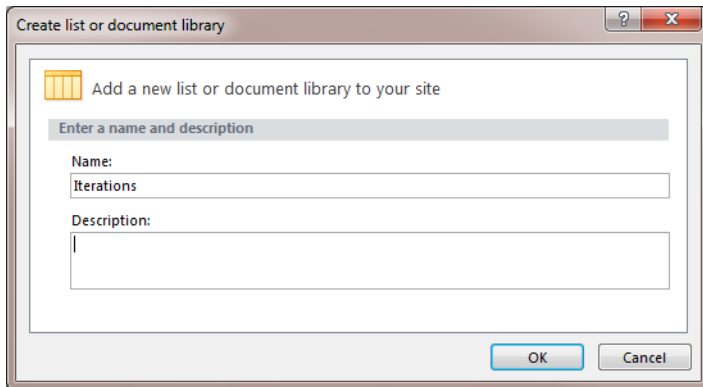 Create list or document library
?
Add a new list or document library to your site
Enter a name and description
Name:
Iterations
Description:
OK Cancel